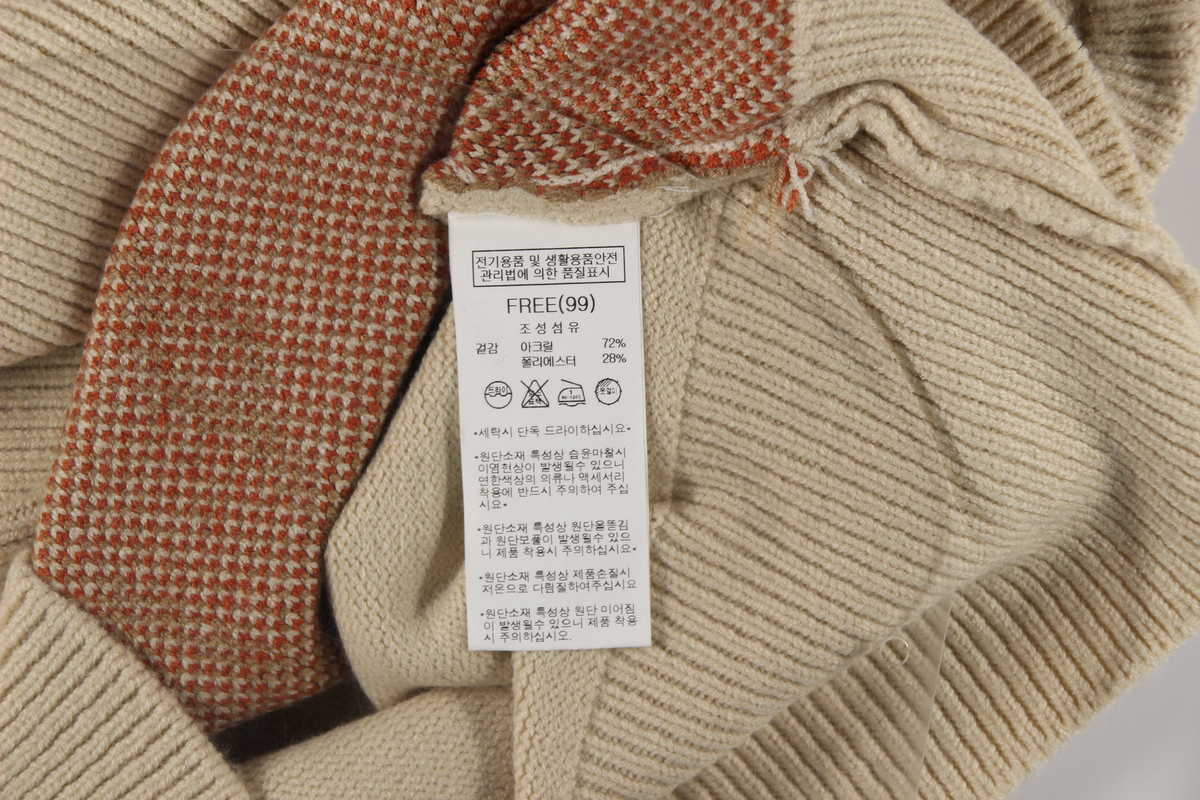 전기용품 및 생활용품안전
관리법에 의한 품질표시
FREE(99)
조성섬유
겉감 아크릴 72%
폴리에스터 28%
드라이
*세탁시 단독 드라이하십시요*
*원단소재 특성상 습윤마찰시
이염현상이 발생될수 있으니
연한색상의 의류나 맥세서리
착용에 반드시 주의하여 주십
시요*
*원단소재 특성상 원단올뜯김
과 원단보풀이 발생될수 있으
니 제품 착용시 주의하십시요*
*원단소재 특성상 제품손질시
저온으로 다림질하여주십시요
*원단소재 특성상 원단 미어짐
이 발생될수 있으니 제품 착용
시 주의하십시오.